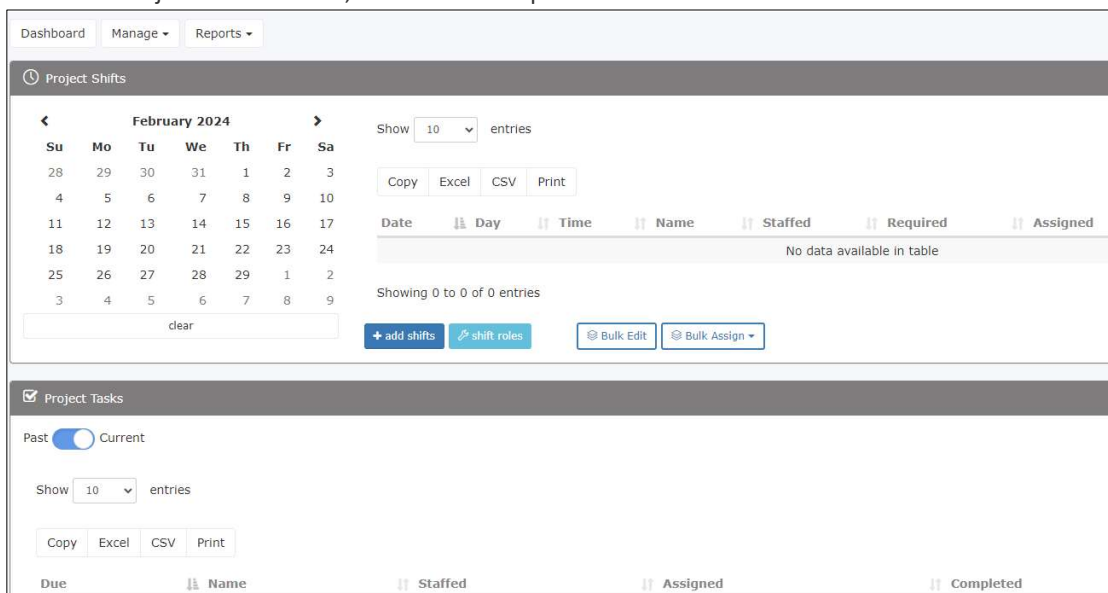 Dashboard Manage Reports
Project Shifts
February 2024
Su Mo Tu We Th Fr Sa
28 29 30 31 1 2 3
4 5 6 7 8 9 10
11 12 13 14 15 16 17
18 19 20 21 22 23 24
25 26 27 28 29 1 2
3 4 5 6 7 8 9
clear
Show 10 entries
Copy Excel CSV Print
Date Day Time Name Staffed Required Assigned
No data available in table
Showing 0 to 0 of 0 entries
+ add shifts shift roles Bulk Edit Bulk Assign
Project Tasks
Past Current
Show 10 entries
Copy Excel CSV Print
Due Name Staffed Assigned Completed